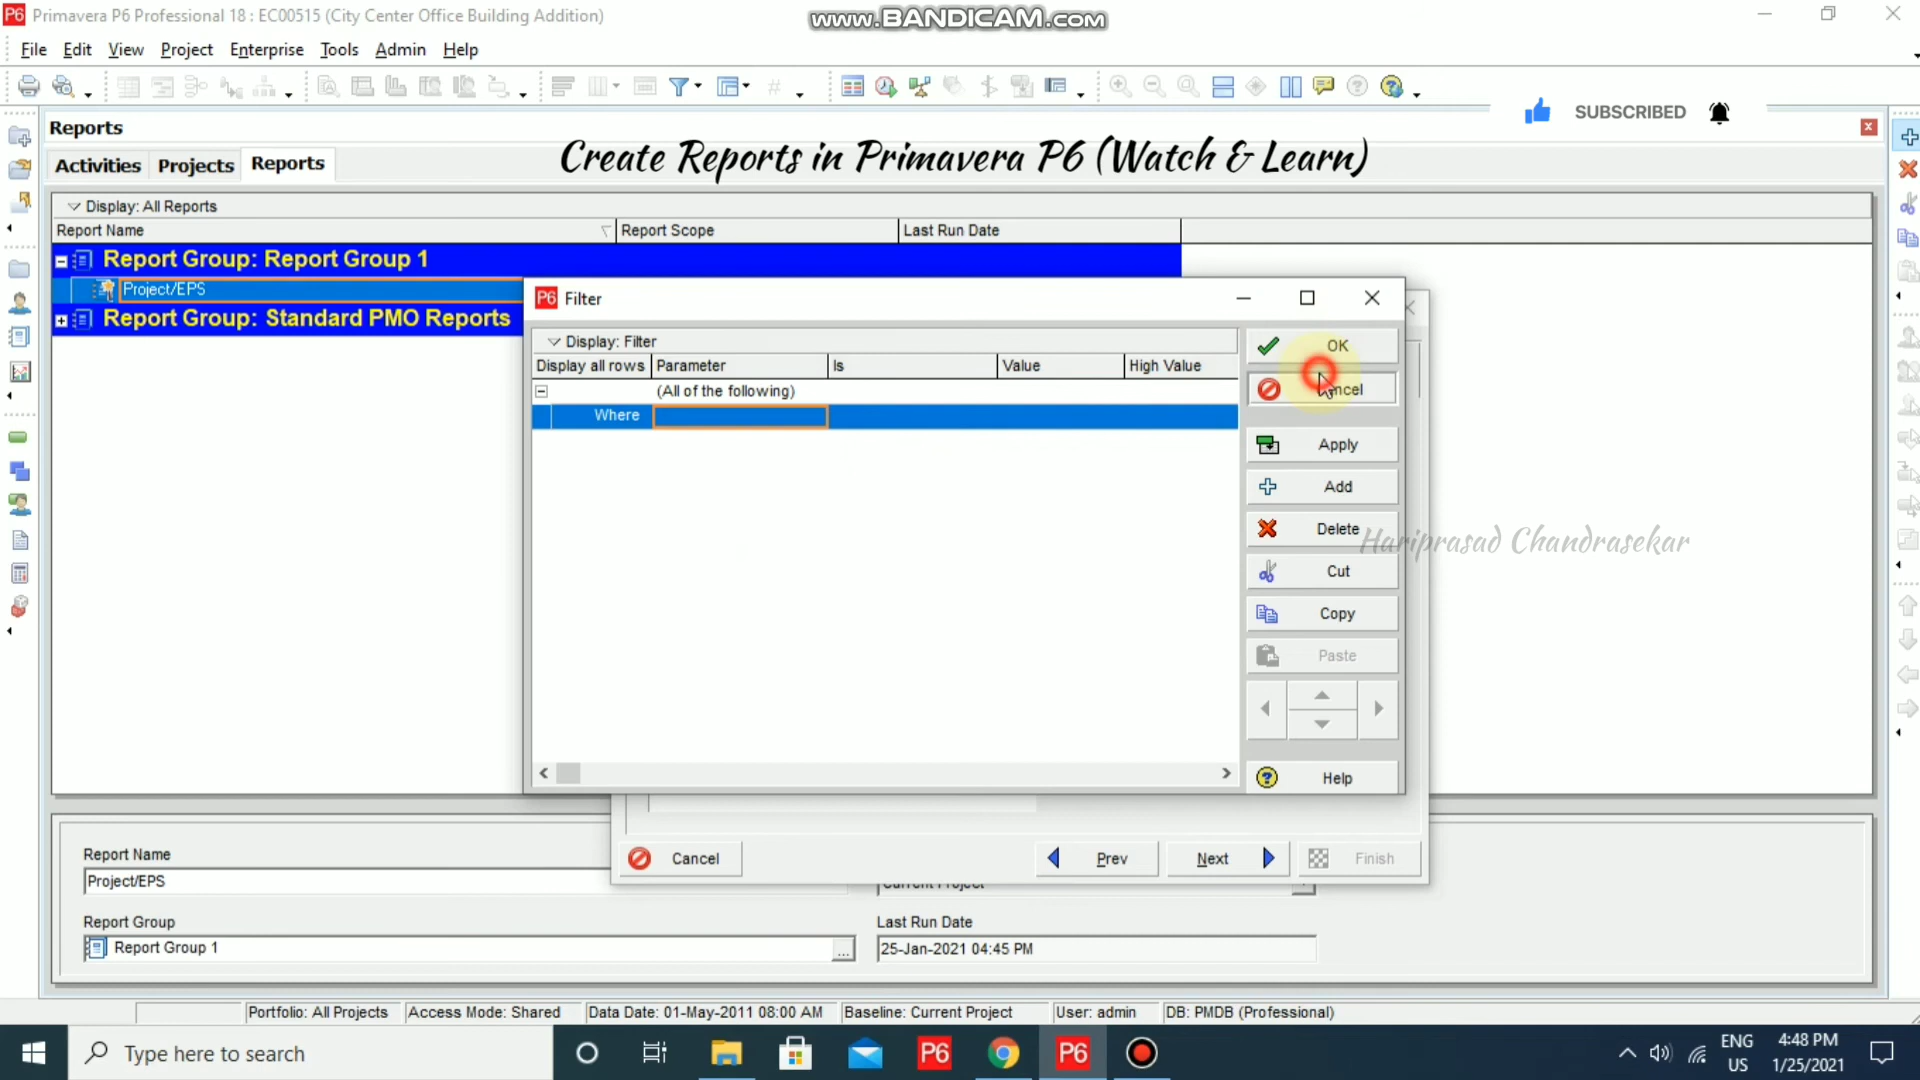 P6 Primavera P6 Professional 18 : EC00515 (City Center Office Building Addition)
www.BANDICAM.com
File Edit View Project Enterprise Tools Admin Help
SUBSCRIBED
Reports
Create Reports in Primavera P6 (Watch & Learn)
Activities Projects Reports
Display: All Reports
Report Name Report Scope Last Run Date
Report Group: Report Group 1
Project/EPS
Report Group: Standard PMO Reports
P6 Filter
Display: Filter
Display all rows Parameter Is Value High Value
(All of the following)
Where
OK
Cancel
Apply
Add
Delete
Cut
Copy
Paste
Help
Hariprasad Chandrasekar
Cancel Prev Next Finish
Report Name
Project/EPS
Current Project
Report Group
Report Group 1
...
Last Run Date
25-Jan-2021 04:45 PM
Portfolio: All Projects Access Mode: Shared Data Date: 01-May-2011 08:00 AM Baseline: Current Project User: admin DB: PMDB (Professional)
Type here to search
P6 P6
ENG
US
4:48 PM
1/25/2021